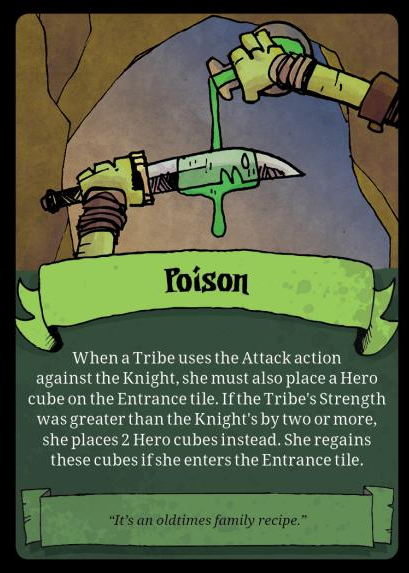 Poison
When a Tribe uses the Attack action
against the Knight, she must also place a Hero
cube on the Entrance tile. If the Tribe's Strength
was greater than the Knight's by two or more,
she places 2 Hero cubes instead. She regains
these cubes if she enters the Entrance tile.
“It's an oldtimes family recipe.”